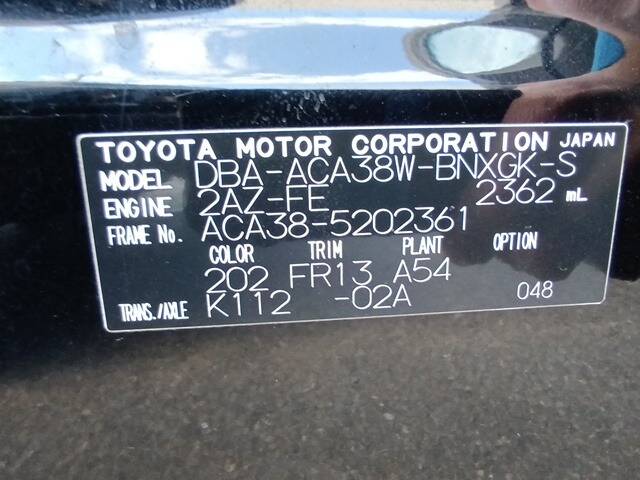 TOYOTA MOTOR CORPORATION JAPAN
MODEL DBA-ACA38W-BNXGK-S
ENGINE 2AZ-FE 2362 mL
FRAME No. ACA38-5202361
COLOR TRIM PLANT OPTION
202 FR13 A54
TRANS./AXLE K112 -02A 048